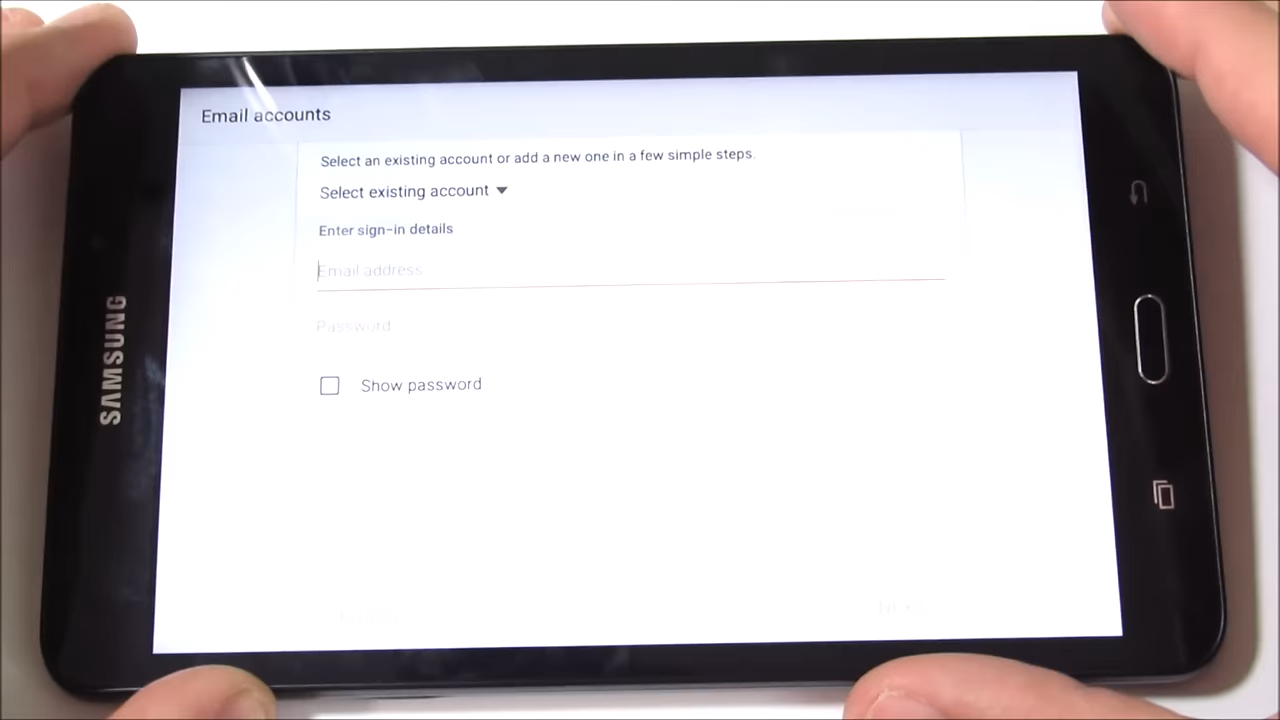 Email accounts
Select an existing account or add a new one in a few simple steps.
Select existing account
Enter sign-in details
Email address
Password
Show password
SAMSUNG